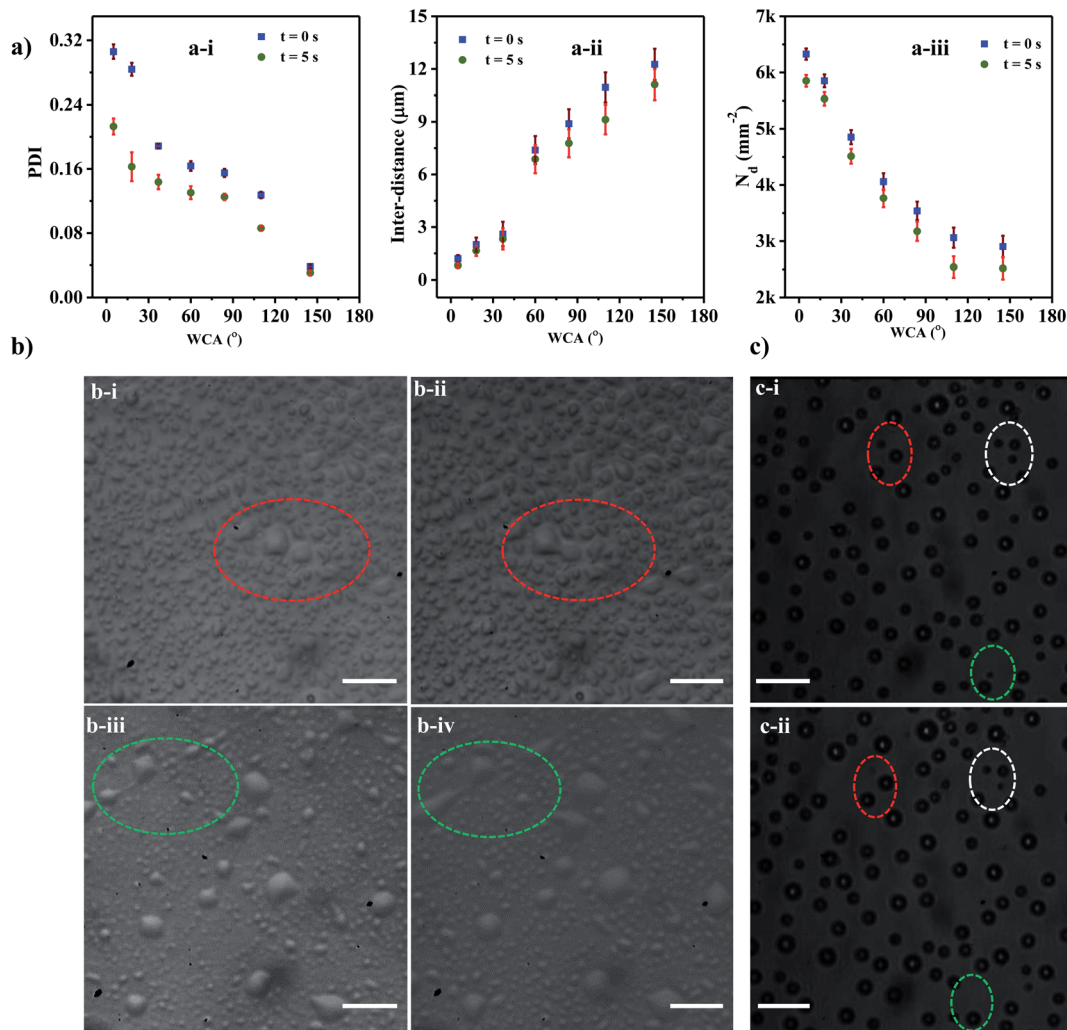 a)
a-i
t = 0 s
t = 5 s
PDI
0.32
0.24
0.16
0.08
0.00
0 30 60 90 120 150 180
WCA (°)
a-ii
t = 0 s
t = 5 s
Inter-distance (μm)
15
12
9
6
3
0
0 30 60 90 120 150 180
WCA (°)
a-iii
t = 0 s
t = 5 s
N_d (mm⁻²)
7k
6k
5k
4k
3k
2k
0 30 60 90 120 150 180
WCA (°)
b)
b-i
b-ii
b-iii
b-iv
c)
c-i
c-ii